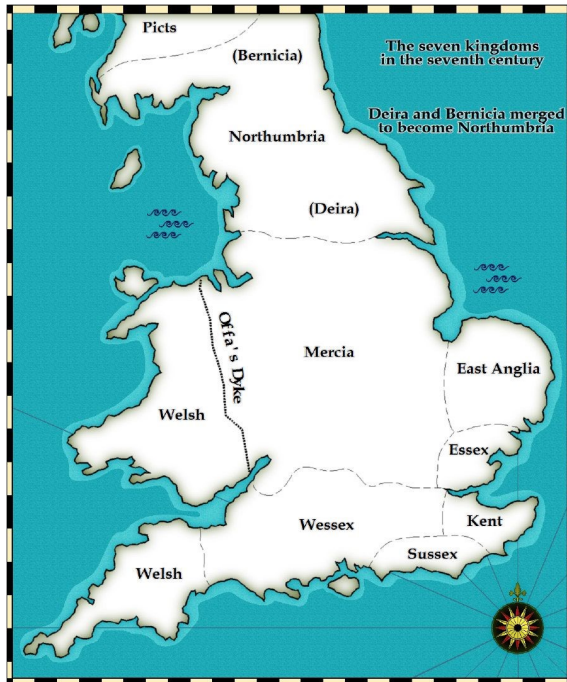 Picts
The seven kingdoms
in the seventh century
(Bernicia)
Deira and Bernicia merged
to become Northumbria
Northumbria
(Deira)
Offa's Dyke
Mercia
East Anglia
Welsh
Essex
Wessex
Kent
Sussex
Welsh